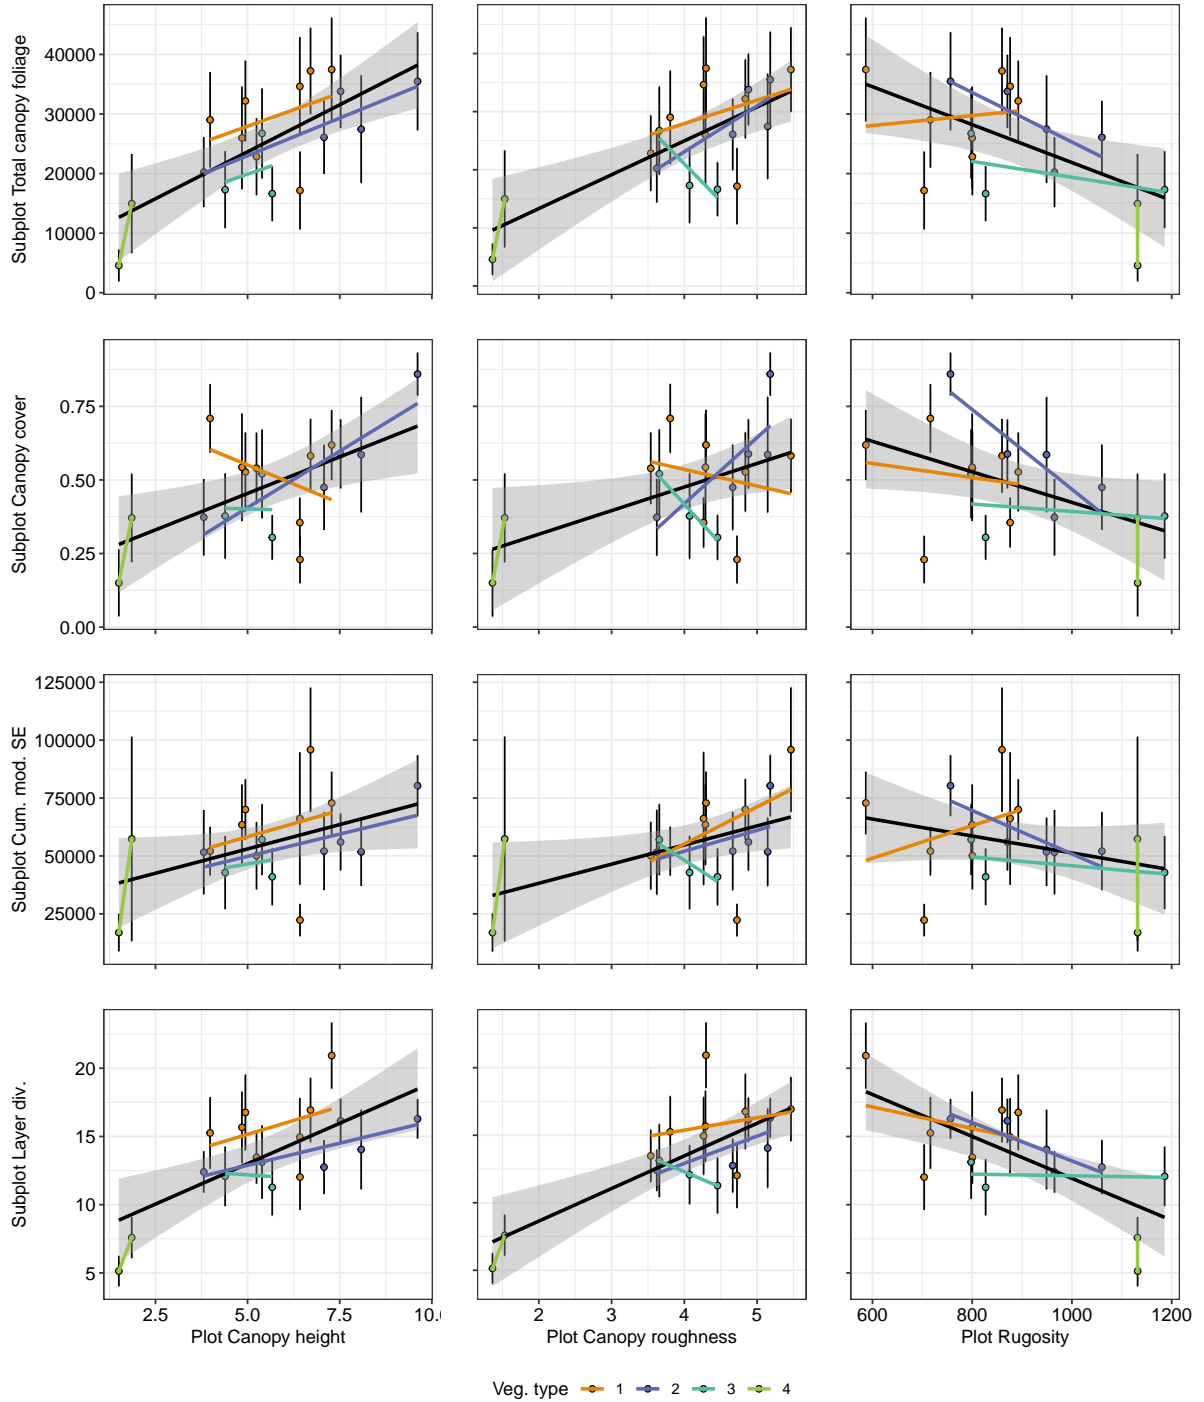 Subplot Total canopy foliage
40000
30000
20000
10000
0
Subplot Canopy cover
0.75
0.50
0.25
0.00
Subplot Cum. mod. SE
125000
100000
75000
50000
25000
Subplot Layer div.
20
15
10
5
2.5 5.0 7.5 10.0
Plot Canopy height
2 3 4 5
Plot Canopy roughness
600 800 1000 1200
Plot Rugosity
Veg. type 1 2 3 4